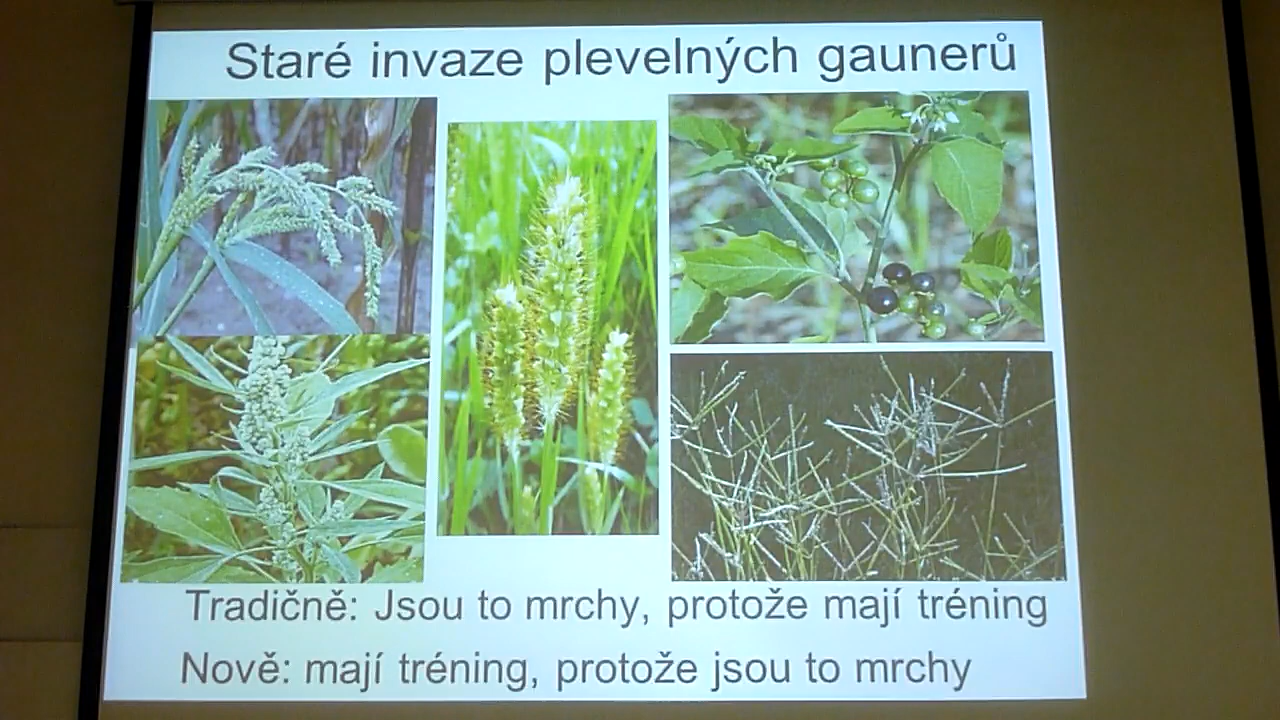 Staré invaze plevelných gaunerů
Tradičně: Jsou to mrchy, protože mají tréning
Nově: mají tréning, protože jsou to mrchy